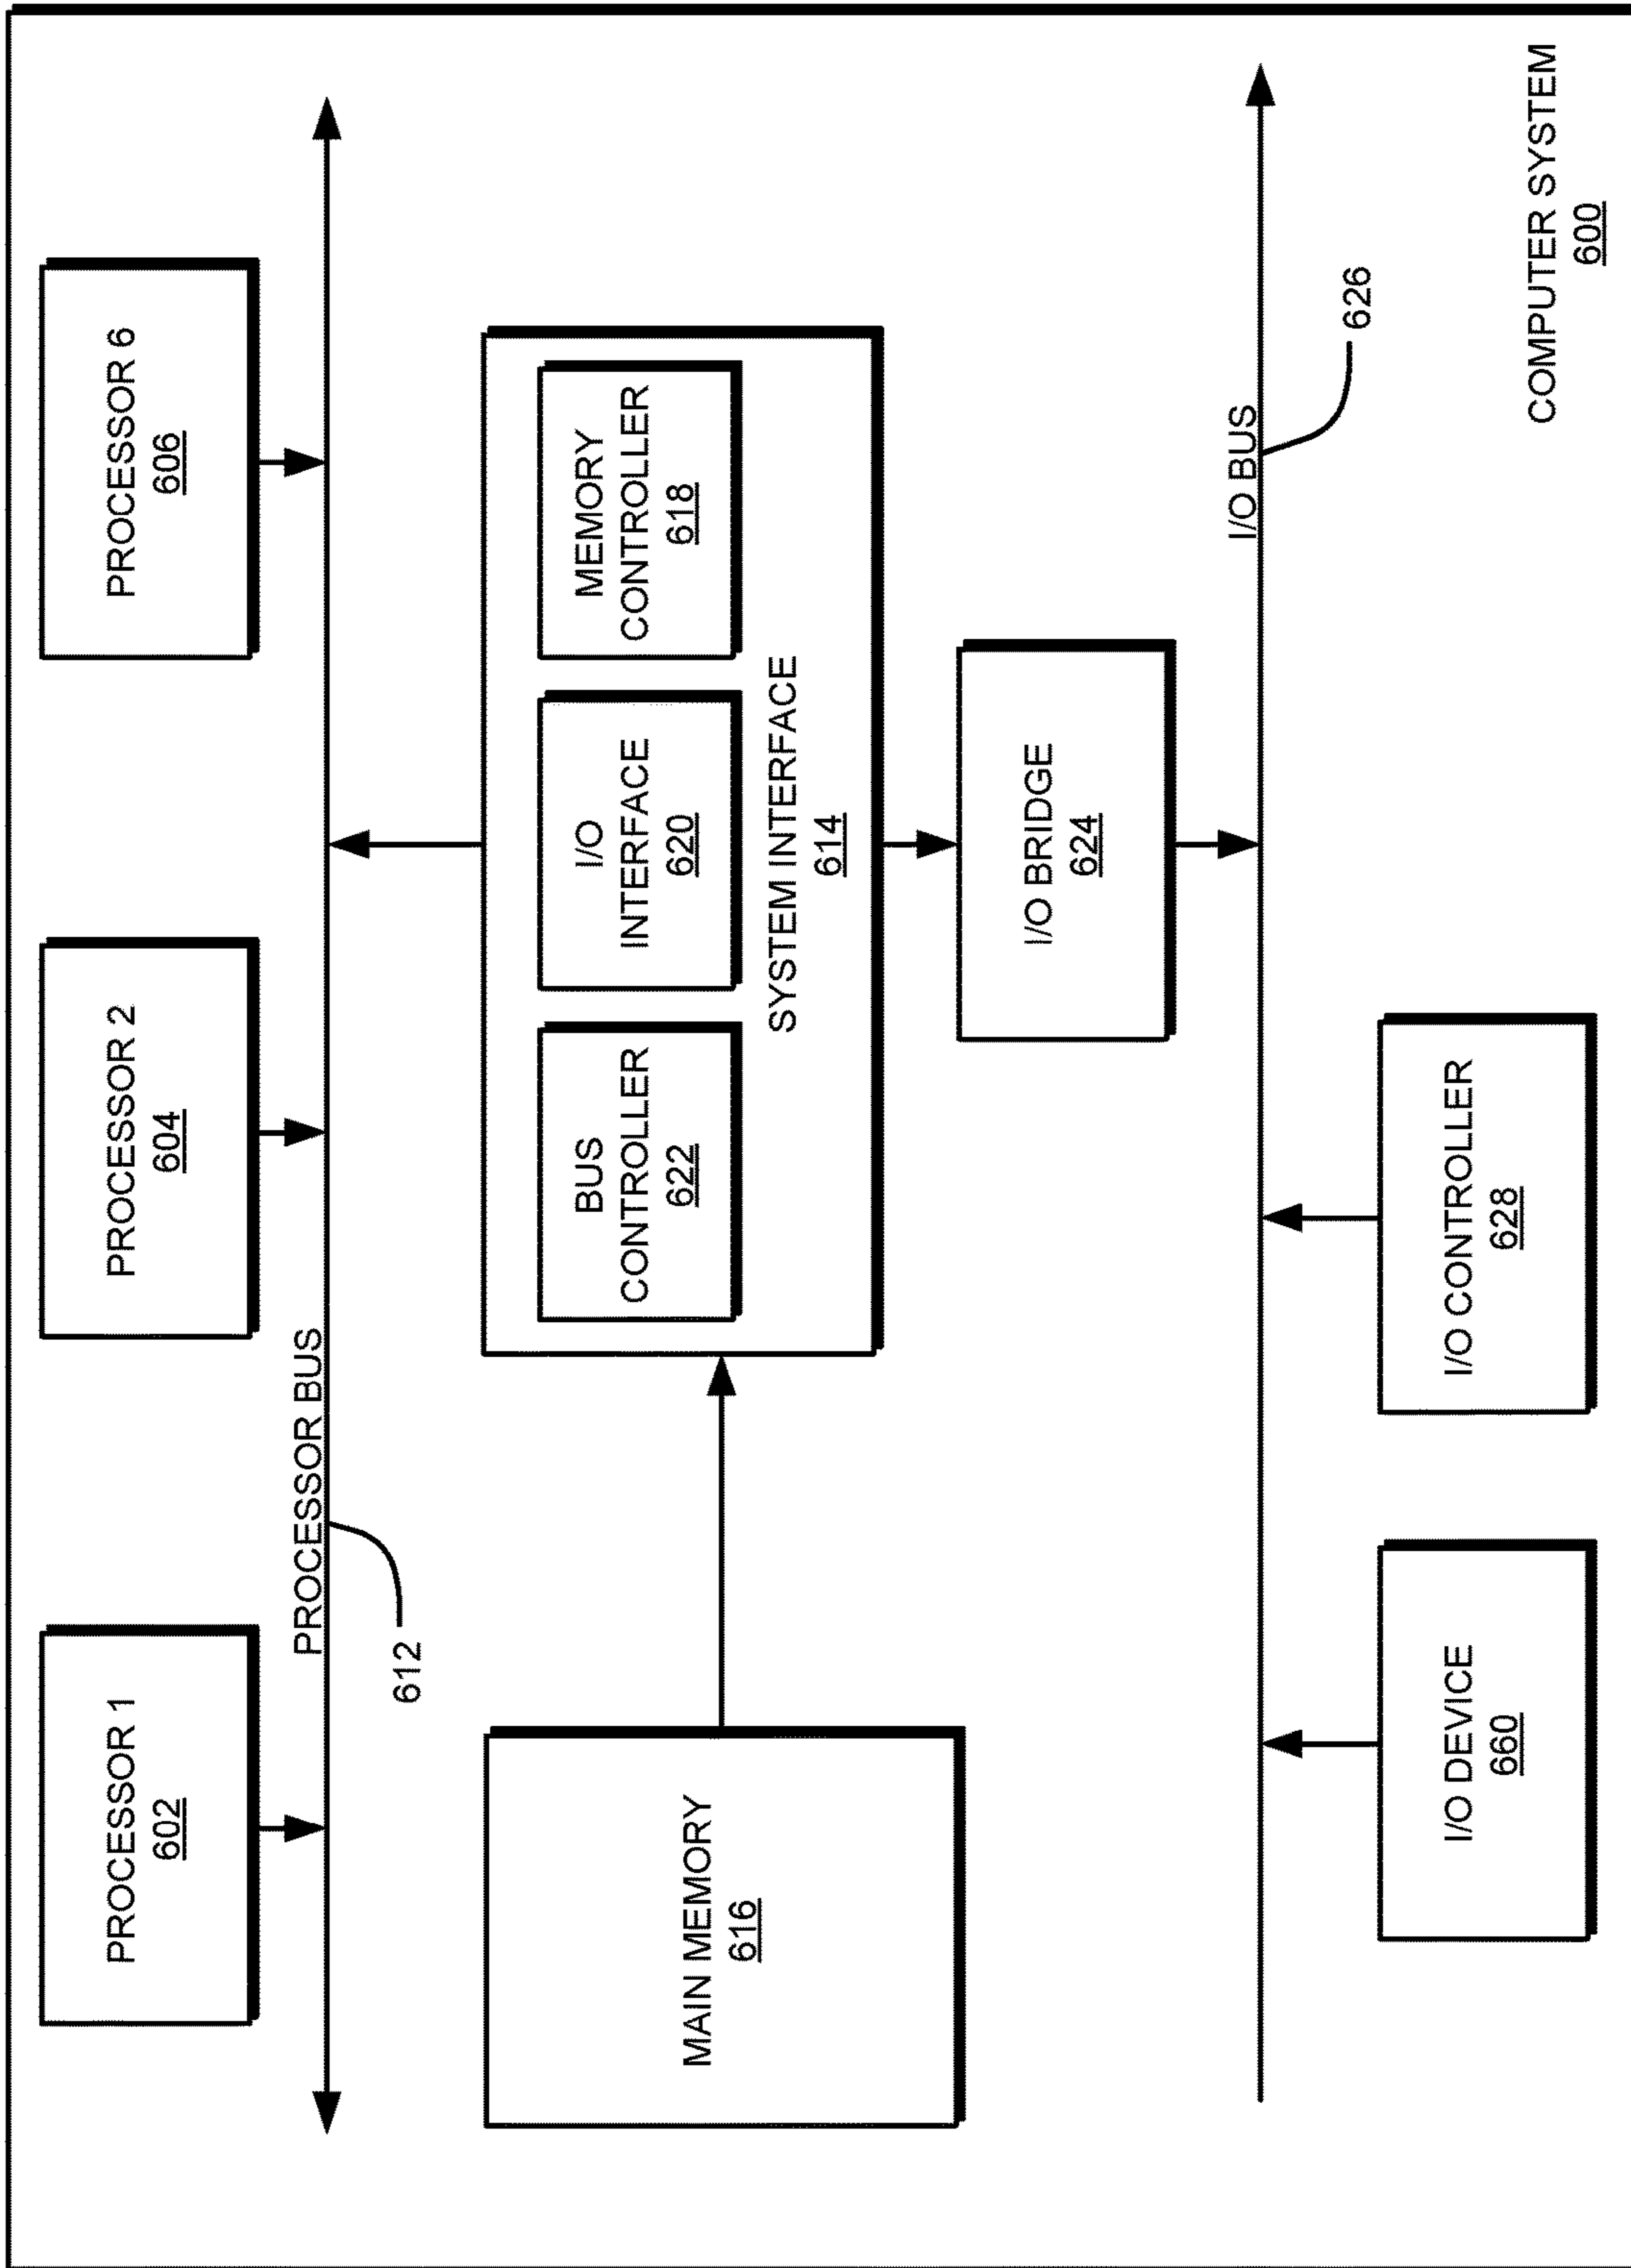 PROCESSOR 1
602
PROCESSOR 2
604
PROCESSOR 6
606
PROCESSOR BUS
612
MAIN MEMORY
616
BUS
CONTROLLER
622
I/O
INTERFACE
620
MEMORY
CONTROLLER
618
SYSTEM INTERFACE
614
I/O BRIDGE
624
I/O BUS
626
I/O DEVICE
660
I/O CONTROLLER
628
COMPUTER SYSTEM
600